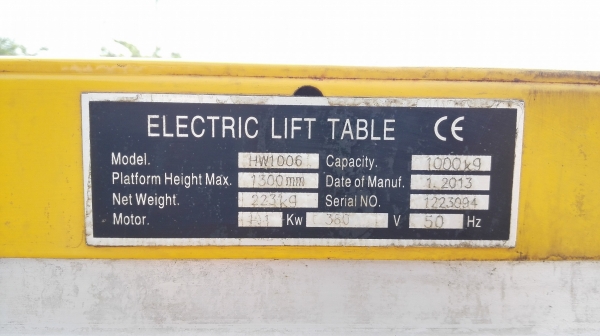 ELECTRIC LIFT TABLE CE
Model. HW1006 Capacity. 1000kg
Platform Height Max. 1300mm Date of Manuf. 1.2013
Net Weight. 223kg Serial NO. 1223094
Motor. Kw 380 V 50 Hz